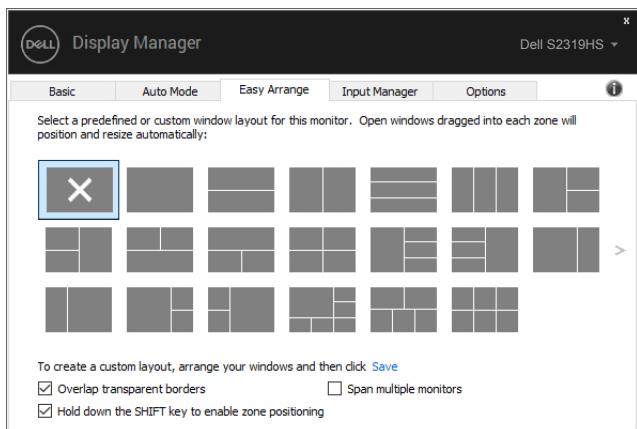 x
DELL Display Manager Dell S2319HS
Basic Auto Mode Easy Arrange Input Manager Options i
Select a predefined or custom window layout for this monitor. Open windows dragged into each zone will
position and resize automatically:
>
To create a custom layout, arrange your windows and then click Save
Overlap transparent borders Span multiple monitors
Hold down the SHIFT key to enable zone positioning